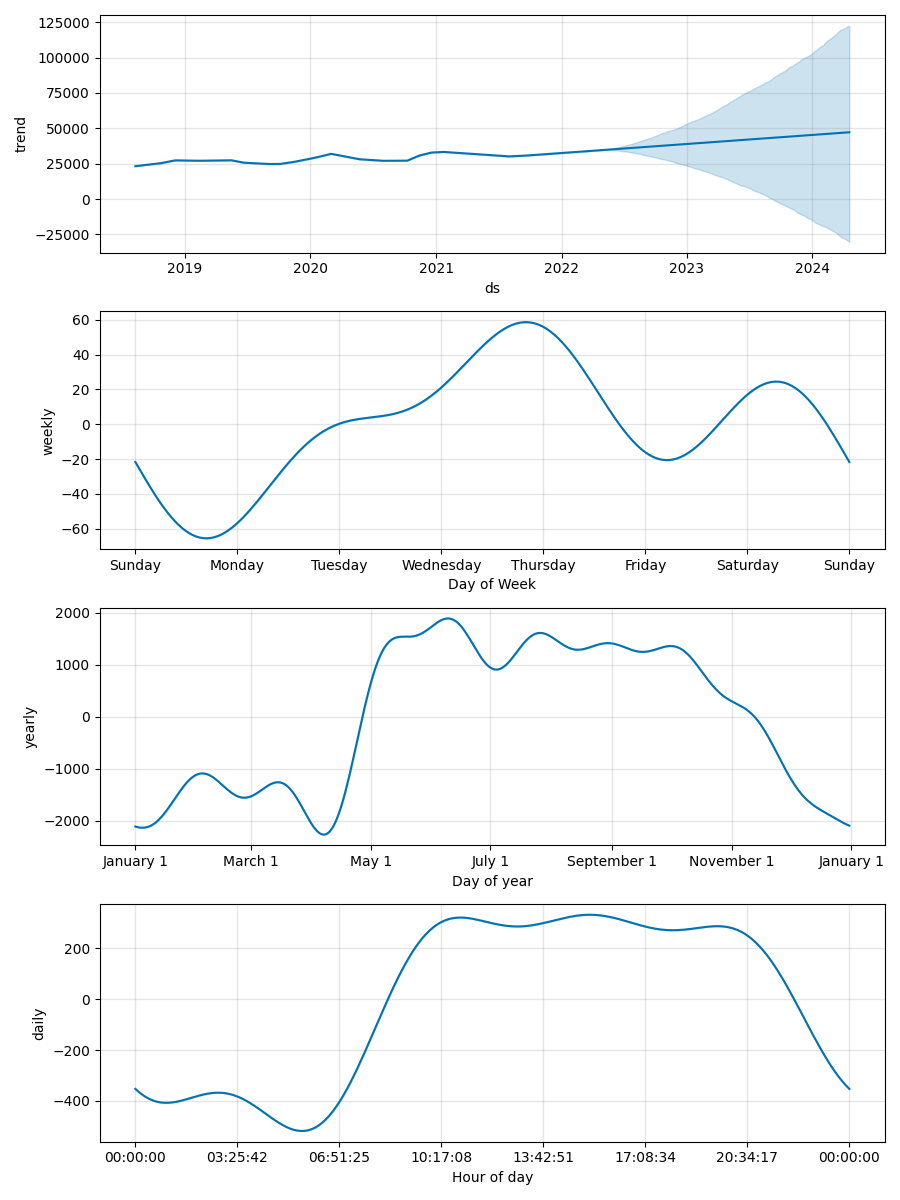 125000
100000
75000
50000
25000
0
−25000
trend
2019 2020 2021 2022 2023 2024
ds
60
40
20
0
−20
−40
−60
weekly
Sunday Monday Tuesday Wednesday Thursday Friday Saturday Sunday
Day of Week
2000
1000
0
−1000
−2000
yearly
January 1 March 1 May 1 July 1 September 1 November 1 January 1
Day of year
200
0
−200
−400
daily
00:00:00 03:25:42 06:51:25 10:17:08 13:42:51 17:08:34 20:34:17 00:00:00
Hour of day